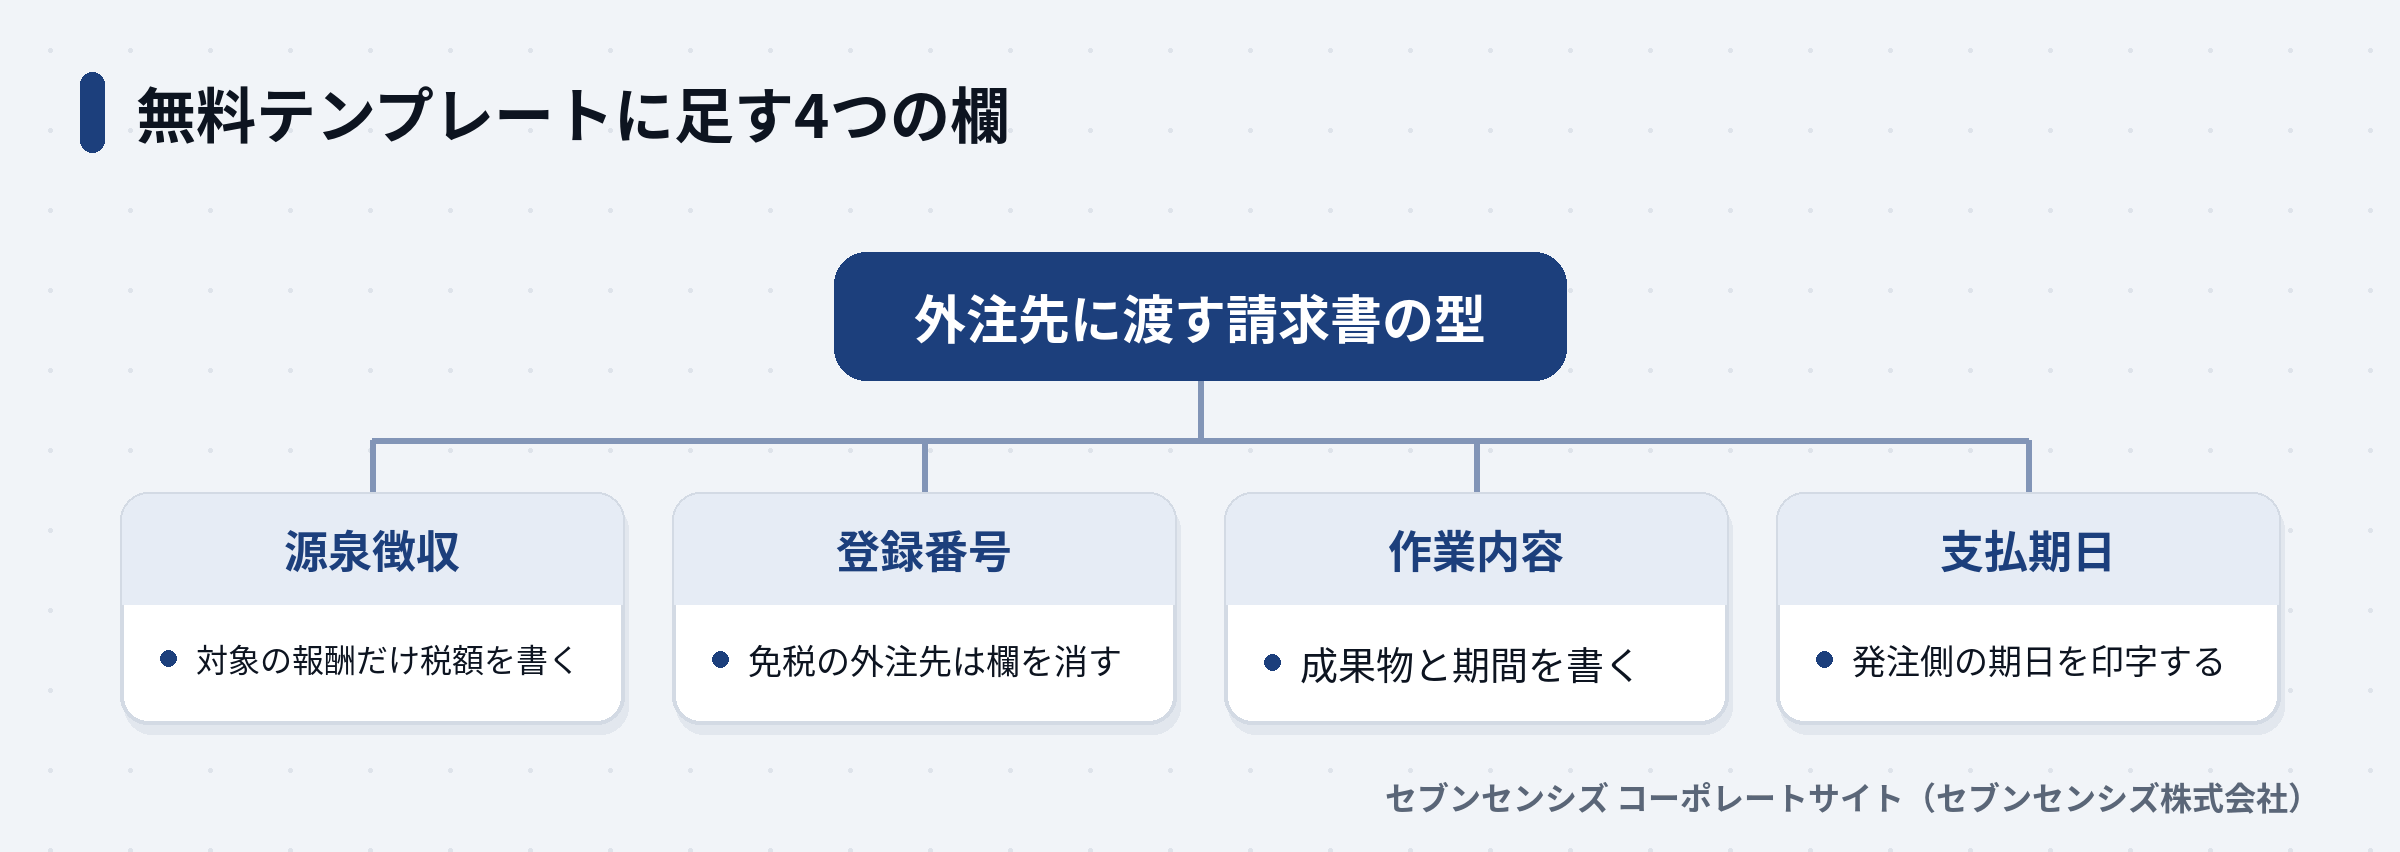 無料テンプレートに足す4つの欄
外注先に渡す請求書の型
源泉徴収
対象の報酬だけ税額を書く
登録番号
免税の外注先は欄を消す
作業内容
成果物と期間を書く
支払期日
発注側の期日を印字する
セブンセンシズ コーポレートサイト（セブンセンシズ株式会社）